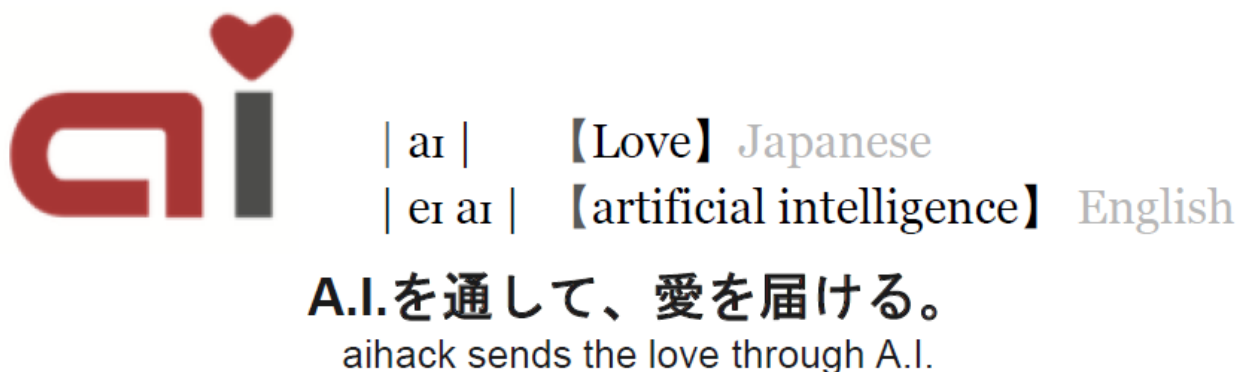 ai
| aɪ | 【Love】 Japanese
| eɪ aɪ | 【artificial intelligence】 English
A.I.を通して、愛を届ける。
aihack sends the love through A.I.